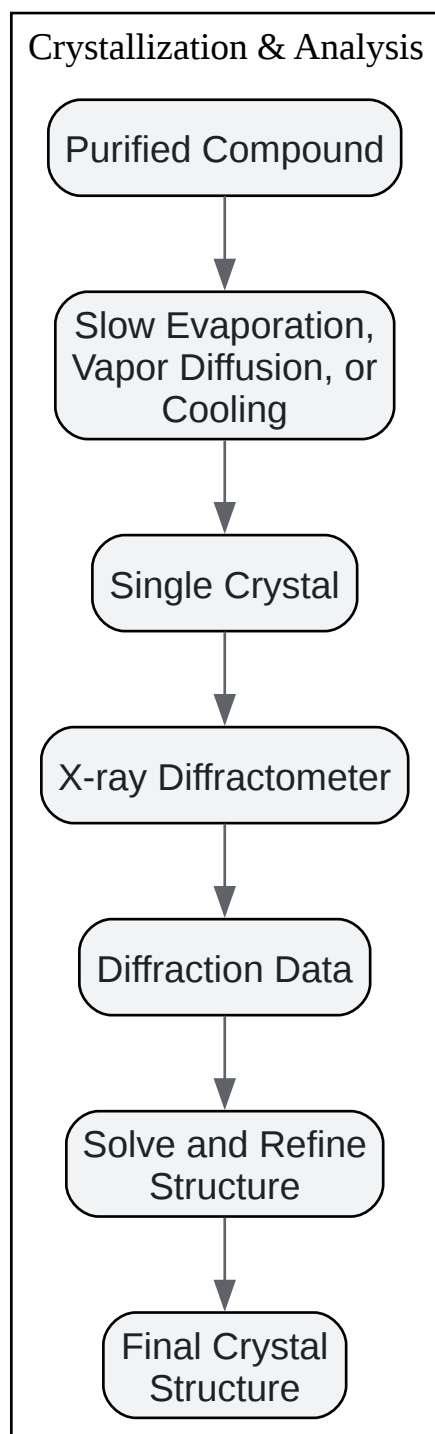 Crystallization & Analysis
Purified Compound
Slow Evaporation,
Vapor Diffusion, or
Cooling
Single Crystal
X-ray Diffractometer
Diffraction Data
Solve and Refine
Structure
Final Crystal
Structure